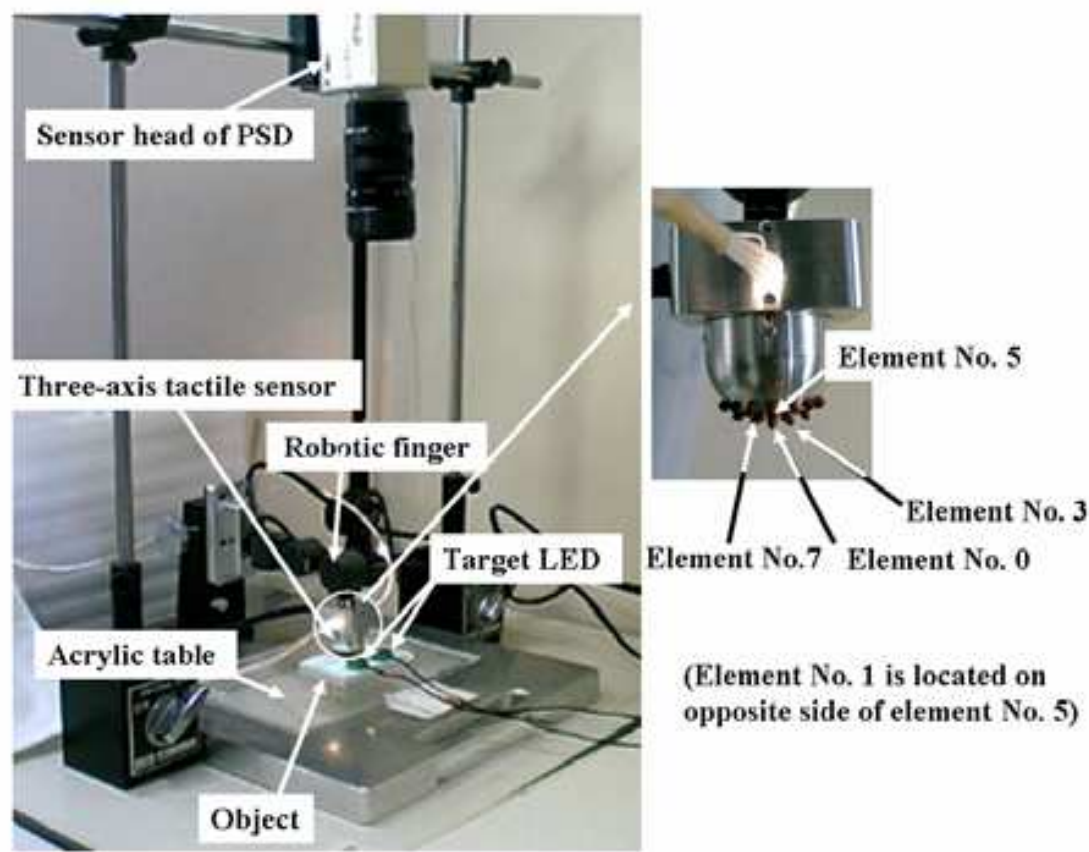 Sensor head of PSD
Three-axis tactile sensor
Robotic finger
Target LED
Acrylic table
Object
Element No. 5
Element No. 3
Element No.7
Element No. 0
(Element No. 1 is located on
opposite side of element No. 5)